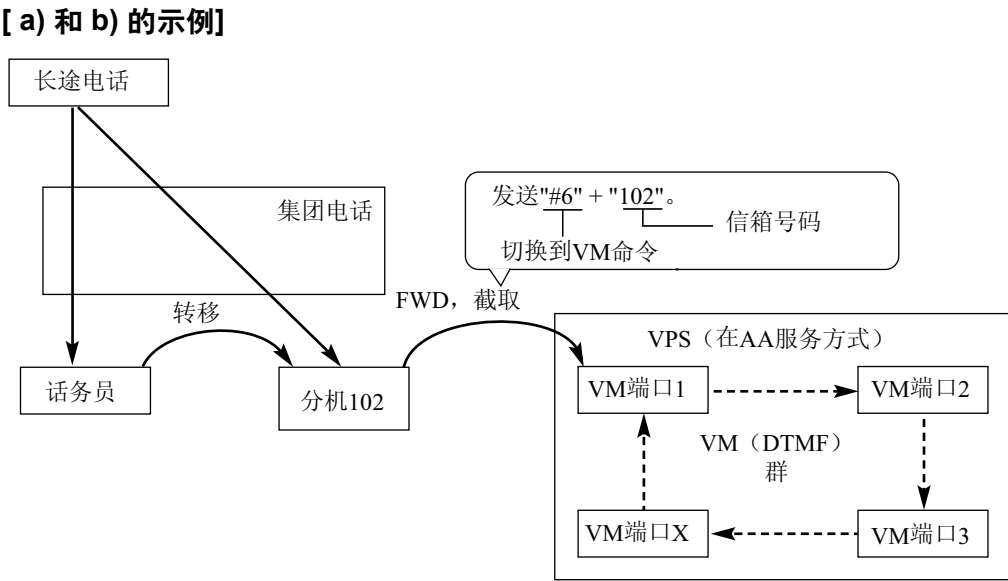 [ a) 和 b) 的示例]
长途电话
集团电话
发送"#6" + "102"。
信箱号码
切换到VM命令
转移
FWD，截取
VPS（在AA服务方式）
话务员
分机102
VM端口1
VM端口2
VM（DTMF）
群
VM端口X
VM端口3